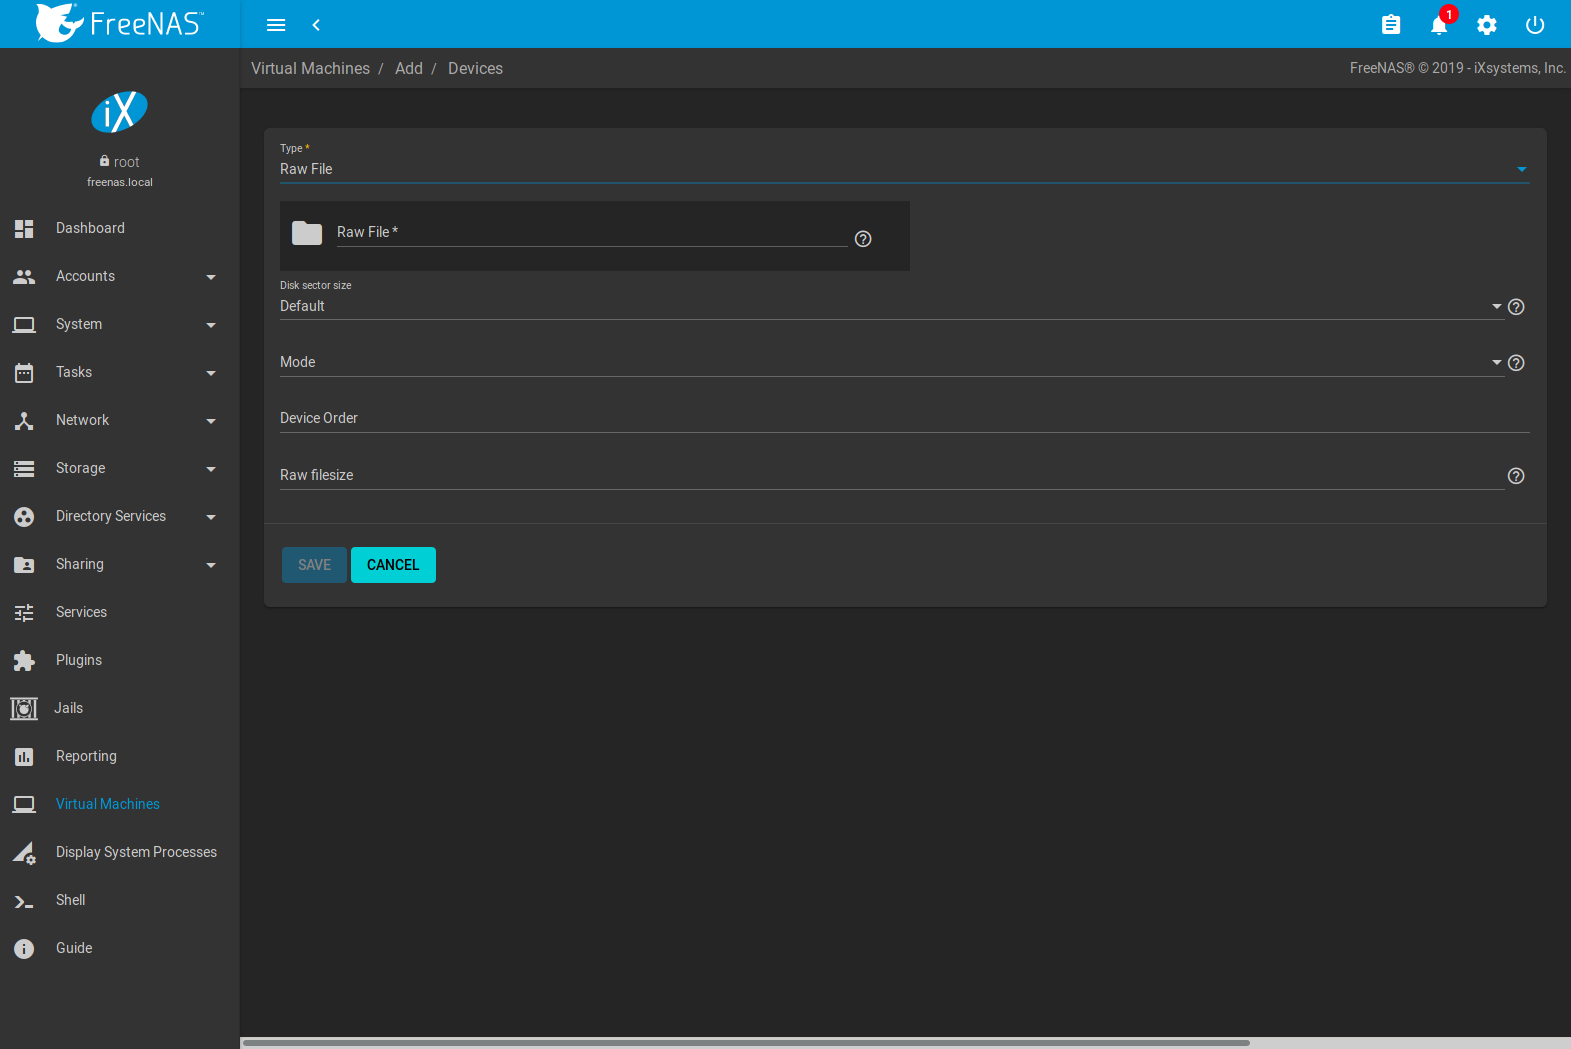 FreeNAS™
1
Virtual Machines / Add / Devices
FreeNAS® © 2019 - iXsystems, Inc.
iX
root
freenas.local
Dashboard
Accounts
System
Tasks
Network
Storage
Directory Services
Sharing
Services
Plugins
Jails
Reporting
Virtual Machines
Display System Processes
Shell
Guide
Type *
Raw File
Raw File *
Disk sector size
Default
Mode
Device Order
Raw filesize
SAVE CANCEL